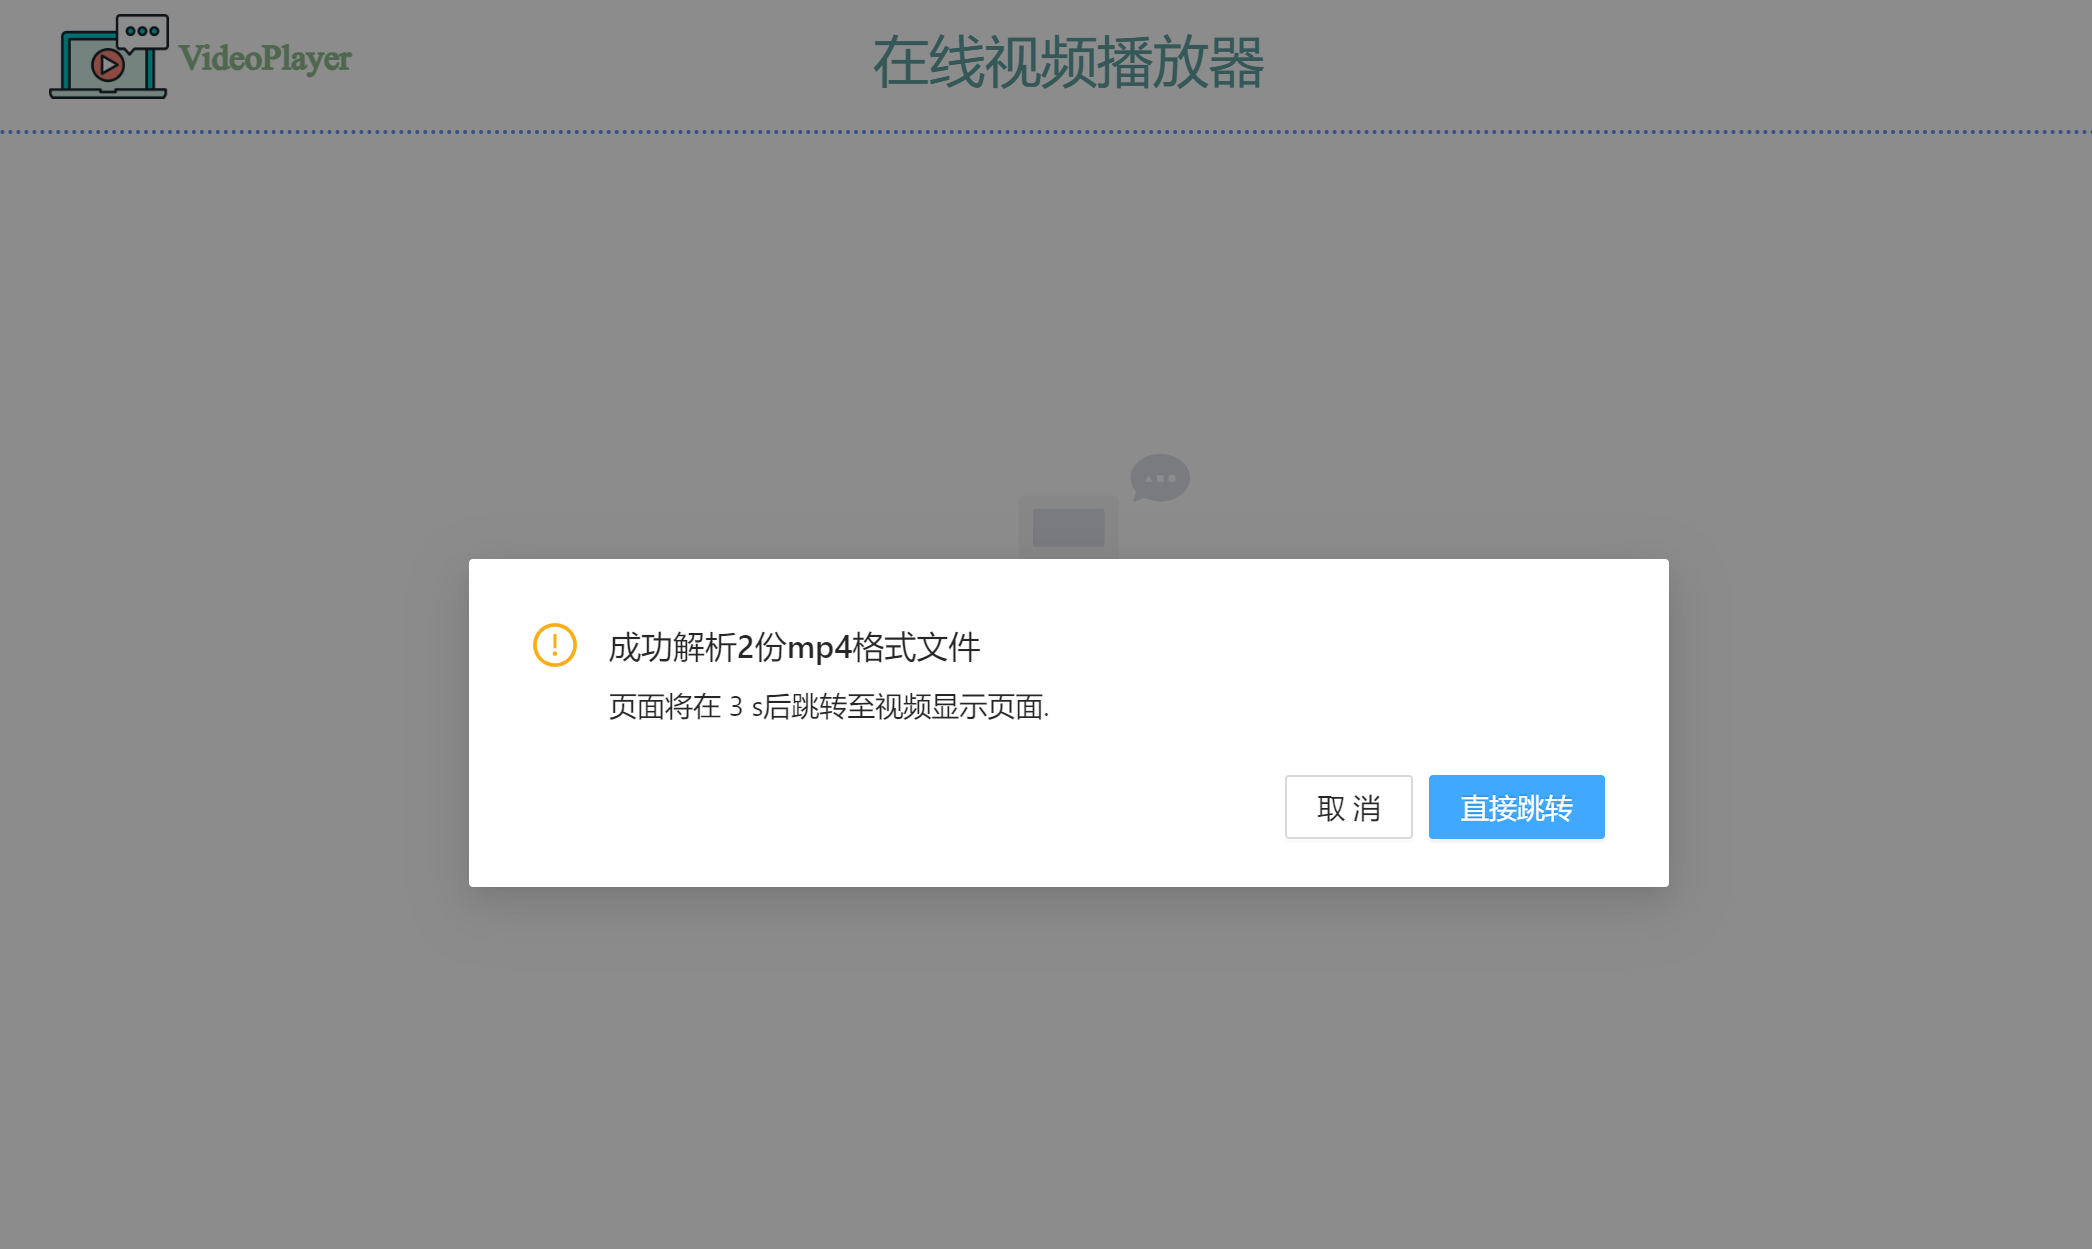 VideoPlayer
在线视频播放器
成功解析2份mp4格式文件
页面将在 3 s后跳转至视频显示页面.
取 消
直接跳转